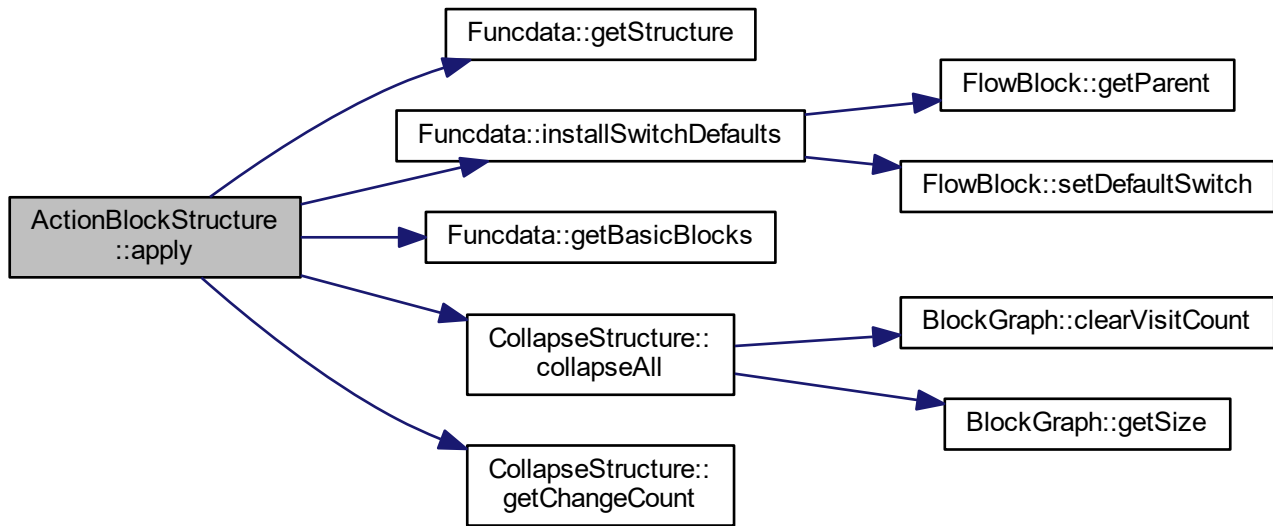 Funcdata::getStructure
FlowBlock::getParent
Funcdata::installSwitchDefaults
FlowBlock::setDefaultSwitch
ActionBlockStructure
::apply
Funcdata::getBasicBlocks
BlockGraph::clearVisitCount
CollapseStructure::
collapseAll
BlockGraph::getSize
CollapseStructure::
getChangeCount